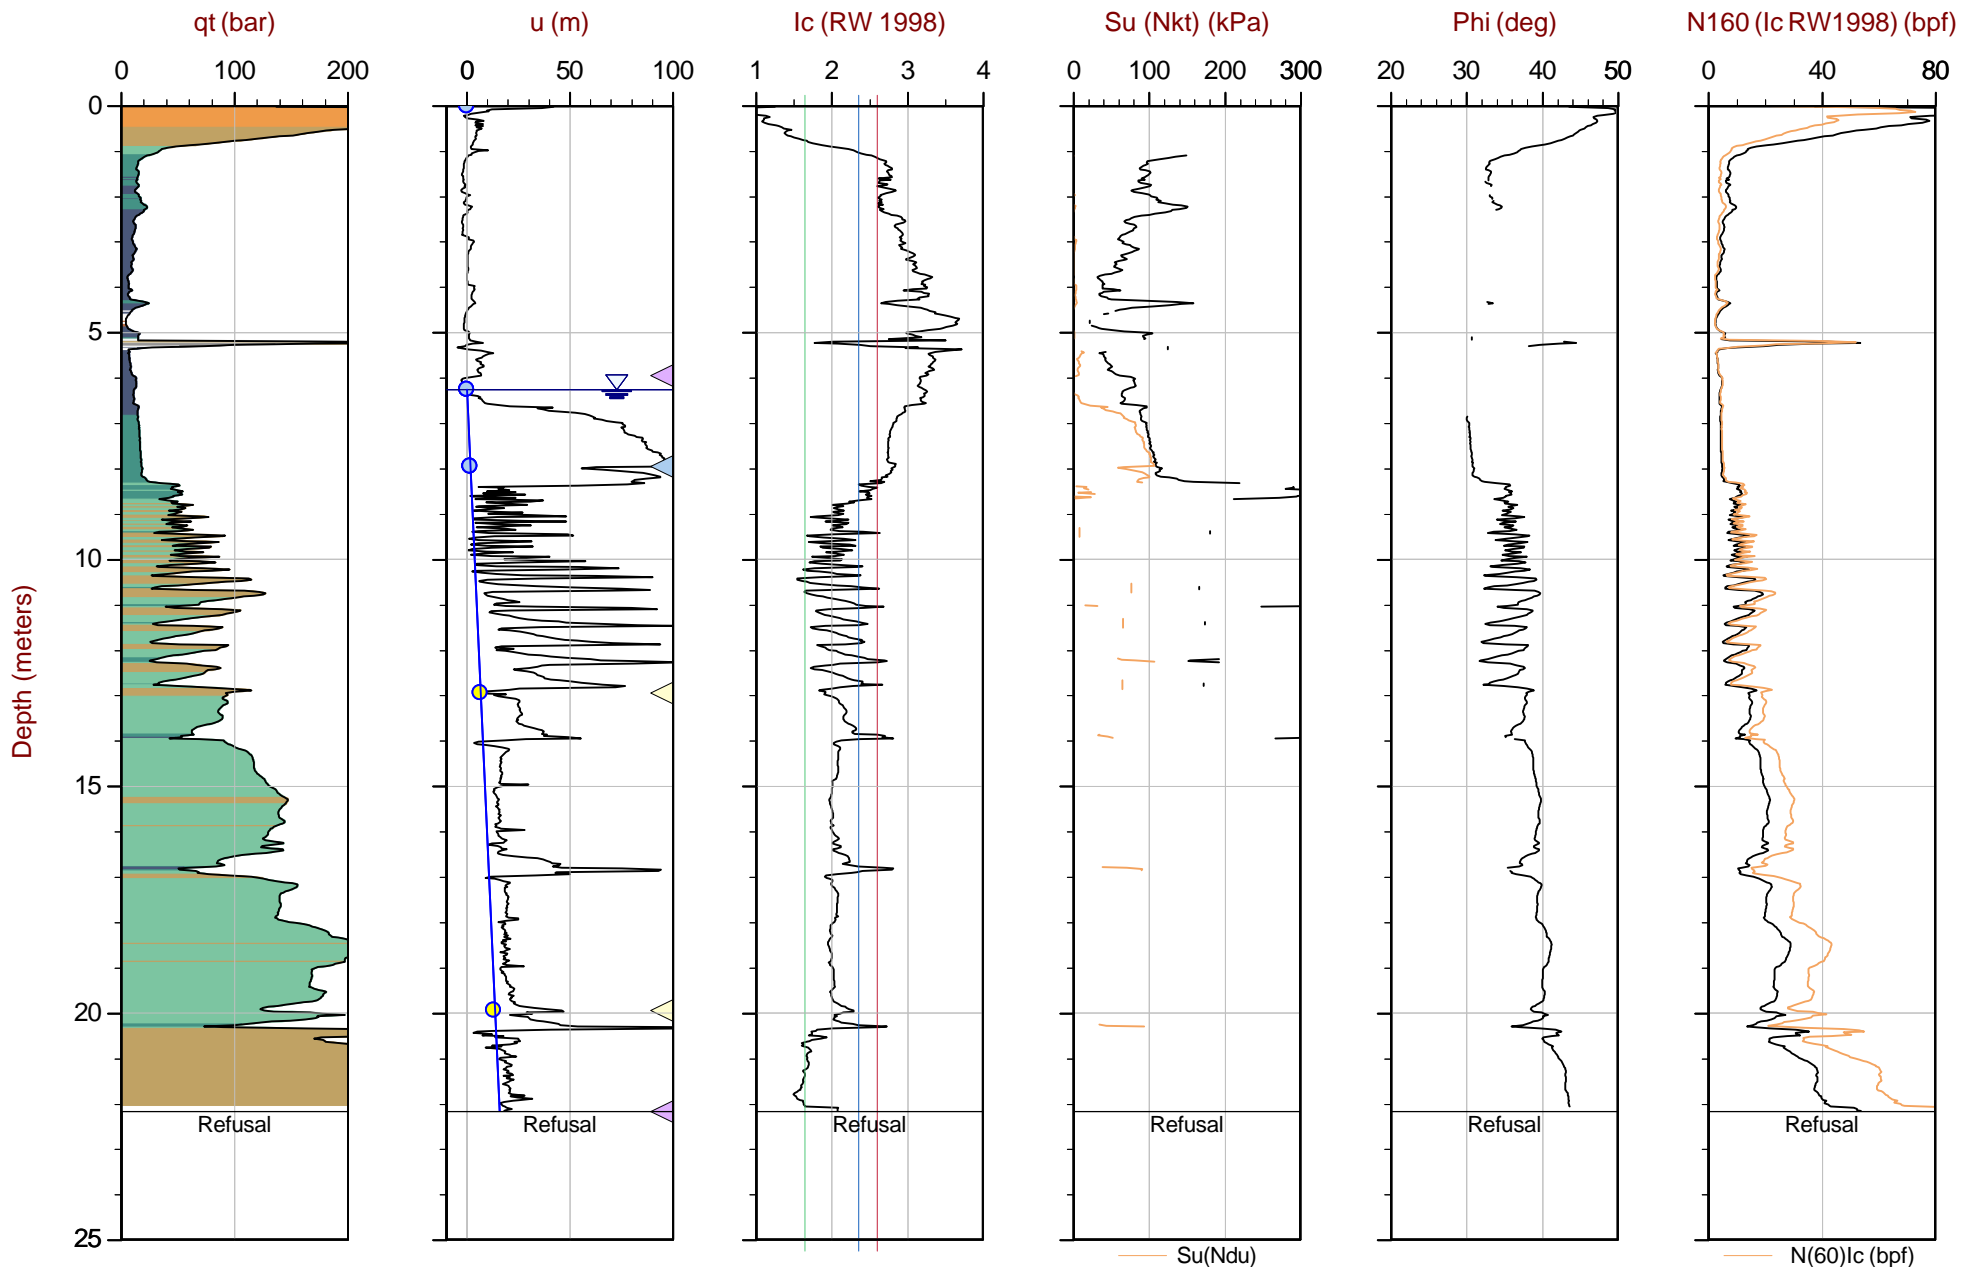 qt (bar) u (m) Ic (RW 1998) Su (Nkt) (kPa) Phi (deg) N160 (Ic RW1998) (bpf)
0 100 200 0 50 100 1 2 3 4 0 100 200 300 20 30 40 50 0 40 80
0
5
10
Depth (meters)
15
20
Refusal Refusal Refusal Refusal Refusal Refusal
25
Su(Ndu) N(60)Ic (bpf)